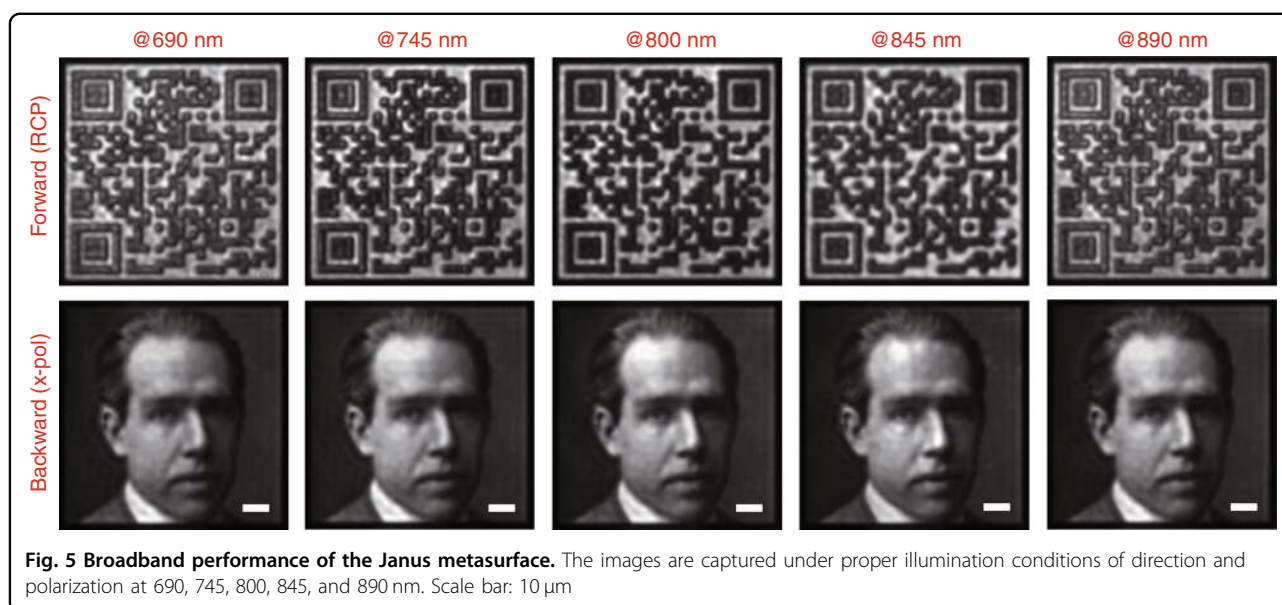 @690 nm @745 nm @800 nm @845 nm @890 nm
Forward (RCP)
Backward (x-pol)
Fig. 5 Broadband performance of the Janus metasurface. The images are captured under proper illumination conditions of direction and
polarization at 690, 745, 800, 845, and 890 nm. Scale bar: 10 μm